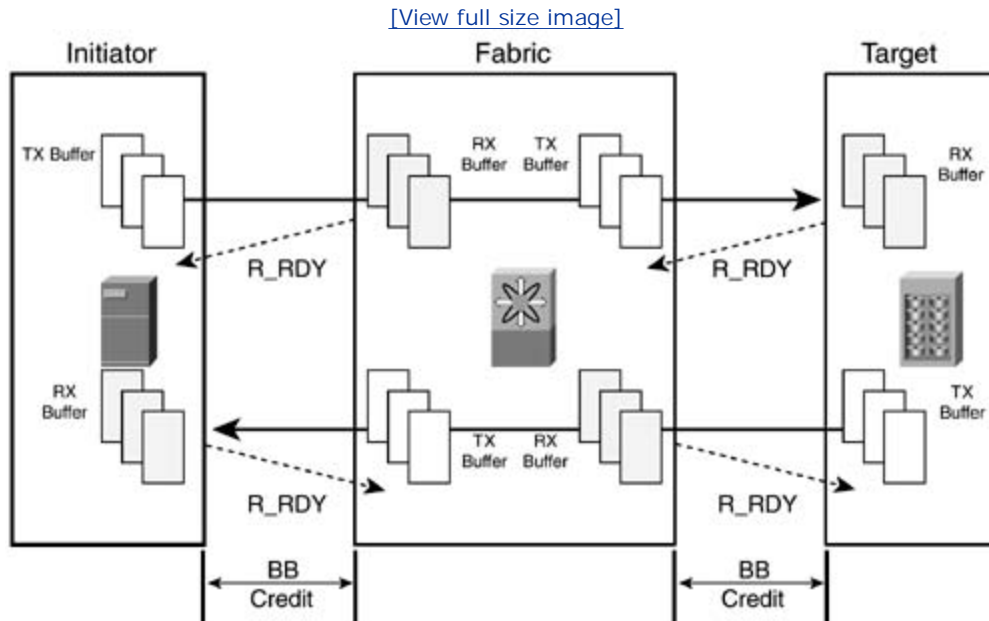 [View full size image]
Initiator
Fabric
Target
TX Buffer
RX
Buffer
TX
Buffer
RX
Buffer
R_RDY
R_RDY
RX
Buffer
TX
Buffer
RX
Buffer
TX
Buffer
R_RDY
R_RDY
BB
Credit
BB
Credit